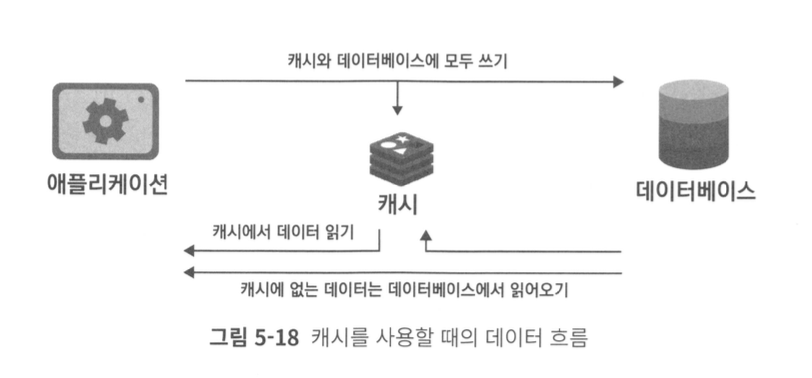 캐시와 데이터베이스에 모두 쓰기
애플리케이션
캐시
데이터베이스
캐시에서 데이터 읽기
캐시에 없는 데이터는 데이터베이스에서 읽어오기
그림 5-18 캐시를 사용할 때의 데이터 흐름